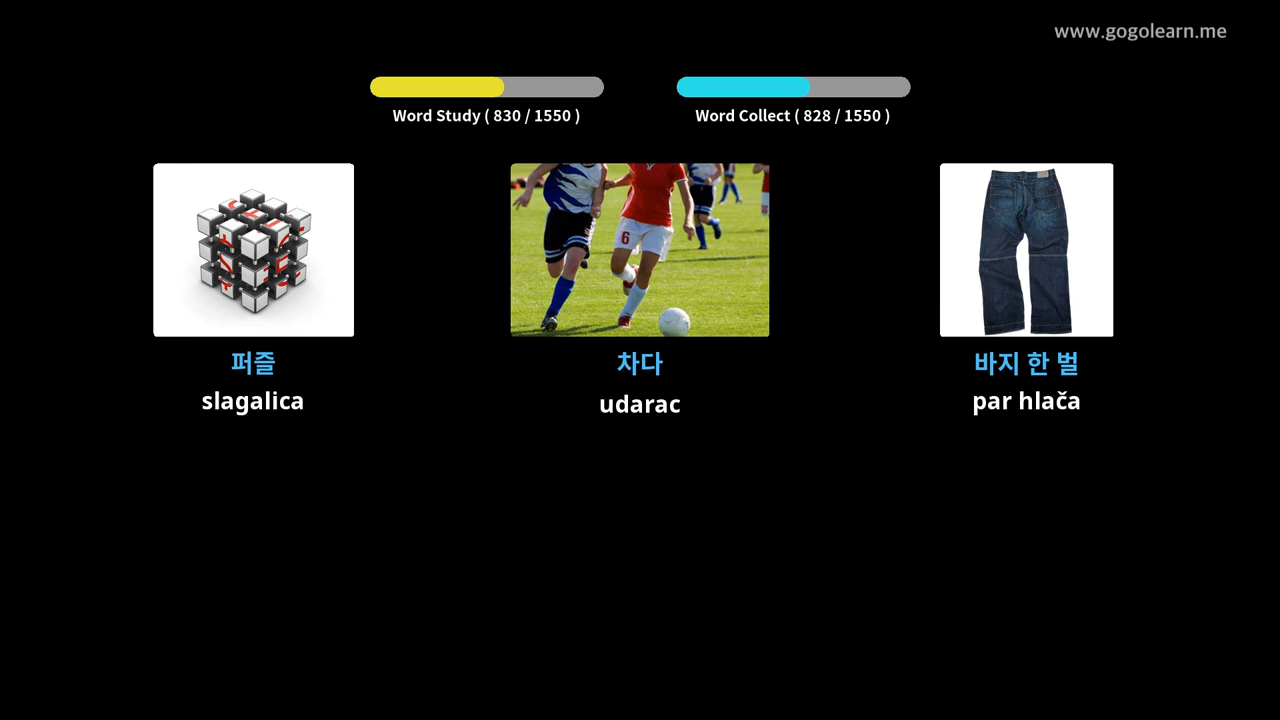 www.gogolearn.me
Word Study ( 830 / 1550 )
Word Collect ( 828 / 1550 )
퍼즐
차다
바지 한 벌
slagalica
udarac
par hlača
6